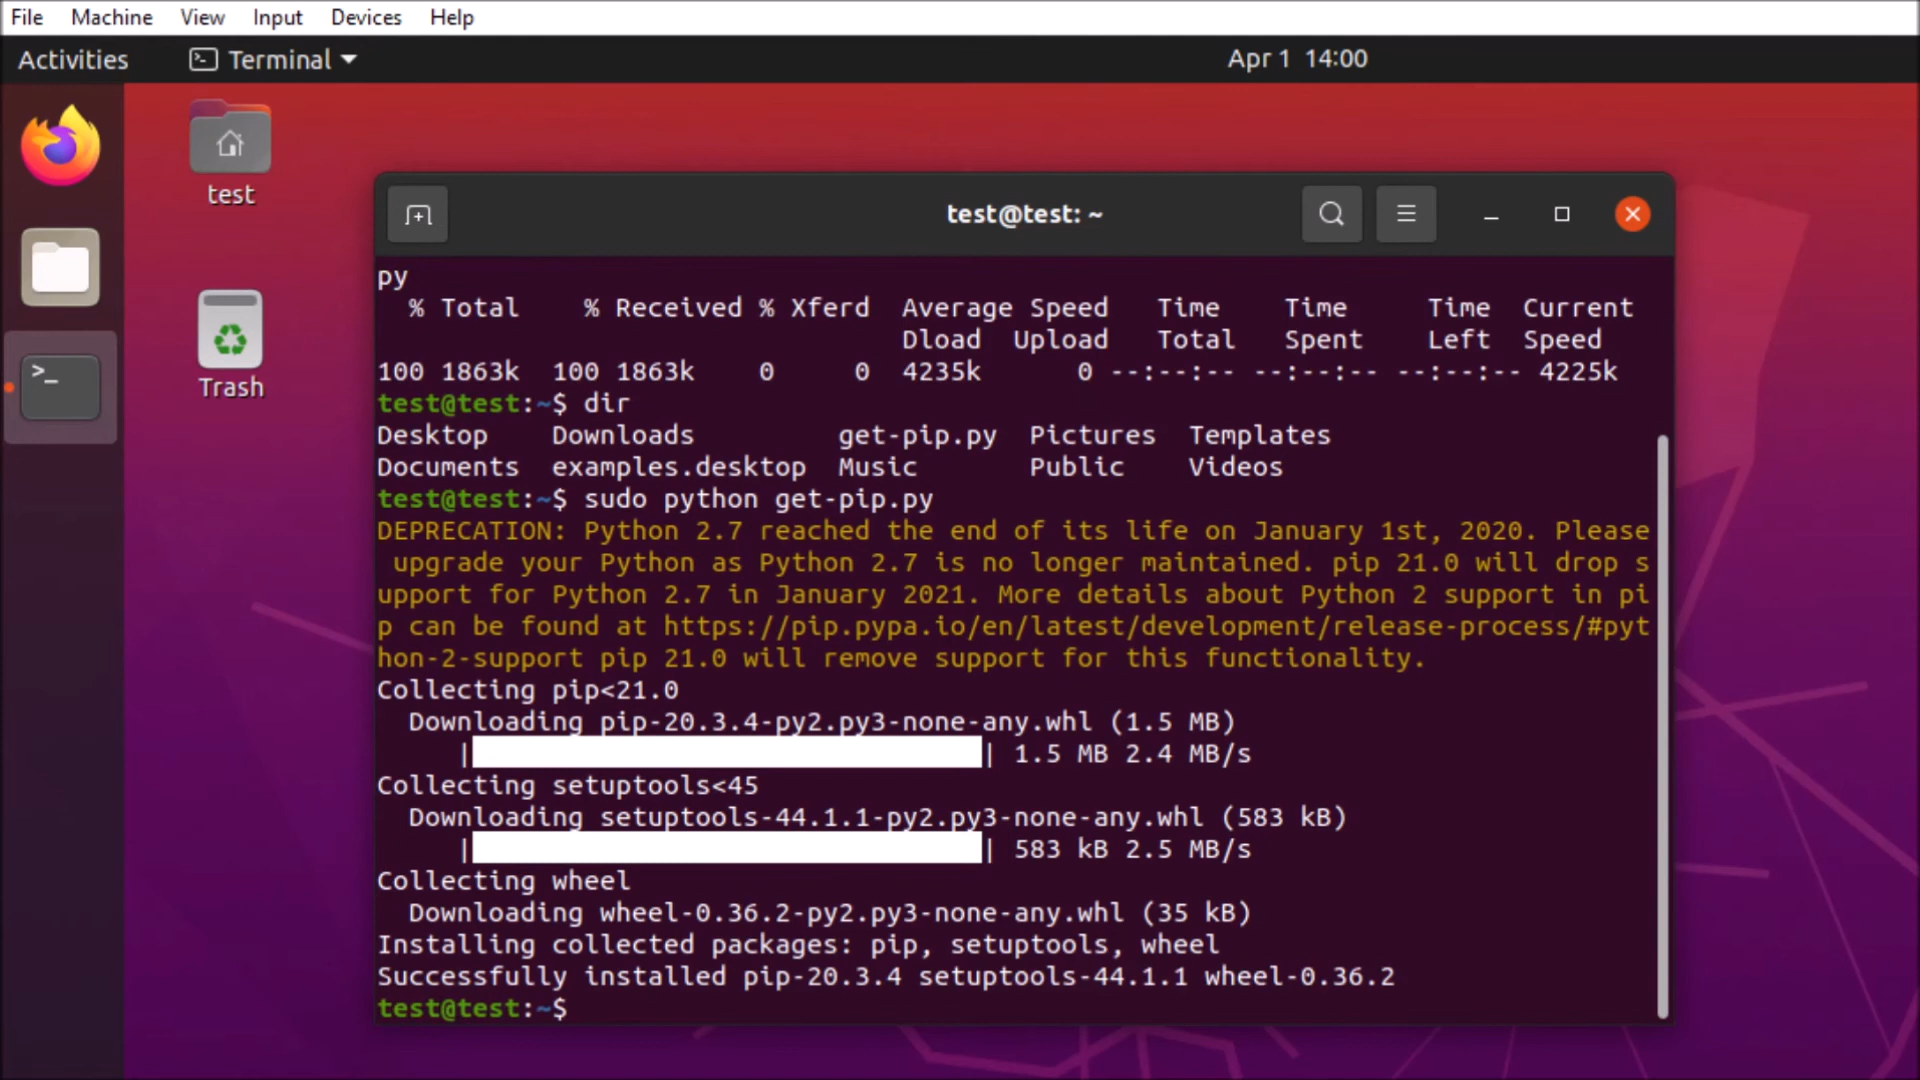 File Machine View Input Devices Help
Activities Terminal Apr 1 14:00
test
Trash
test@test: ~
py
% Total % Received % Xferd Average Speed Time Time Time Current
Dload Upload Total Spent Left Speed
100 1863k 100 1863k 0 0 4235k 0 --:--:-- --:--:-- --:--:-- 4225k
test@test:~$ dir
Desktop Downloads get-pip.py Pictures Templates
Documents examples.desktop Music Public Videos
test@test:~$ sudo python get-pip.py
DEPRECATION: Python 2.7 reached the end of its life on January 1st, 2020. Please
upgrade your Python as Python 2.7 is no longer maintained. pip 21.0 will drop s
upport for Python 2.7 in January 2021. More details about Python 2 support in pi
p can be found at https://pip.pypa.io/en/latest/development/release-process/#pyt
hon-2-support pip 21.0 will remove support for this functionality.
Collecting pip<21.0
Downloading pip-20.3.4-py2.py3-none-any.whl (1.5 MB)
| | 1.5 MB 2.4 MB/s
Collecting setuptools<45
Downloading setuptools-44.1.1-py2.py3-none-any.whl (583 kB)
| | 583 kB 2.5 MB/s
Collecting wheel
Downloading wheel-0.36.2-py2.py3-none-any.whl (35 kB)
Installing collected packages: pip, setuptools, wheel
Successfully installed pip-20.3.4 setuptools-44.1.1 wheel-0.36.2
test@test:~$